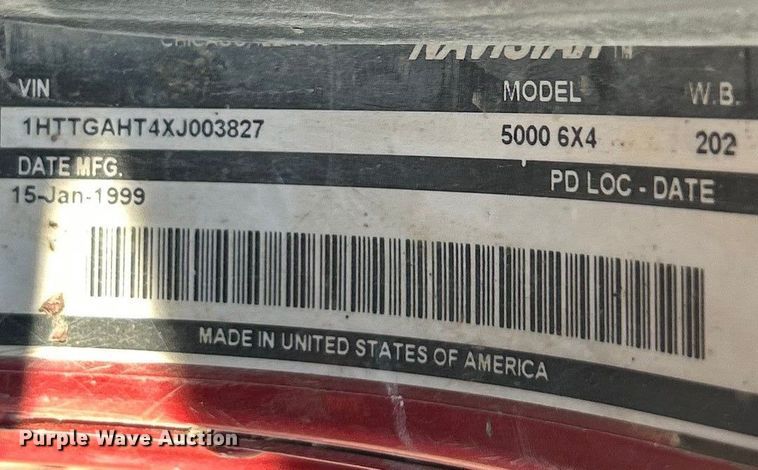 NAVISTAR
VIN MODEL W.B.
1HTTGAHT4XJ003827 5000 6X4 202
DATE MFG. PD LOC - DATE
15-Jan-1999
MADE IN UNITED STATES OF AMERICA
Purple Wave Auction